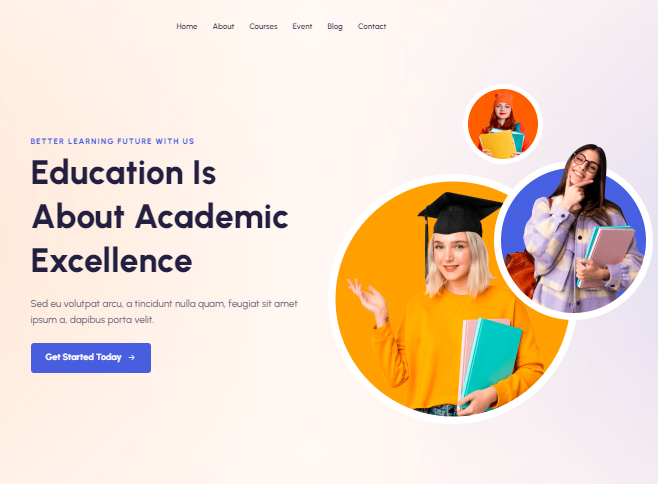 Home About Courses Event Blog Contact
BETTER LEARNING FUTURE WITH US
Education Is
About Academic
Excellence
Sed eu volutpat arcu, a tincidunt nulla quam, feugiat sit amet
ipsum a, dapibus porta velit.
Get Started Today →